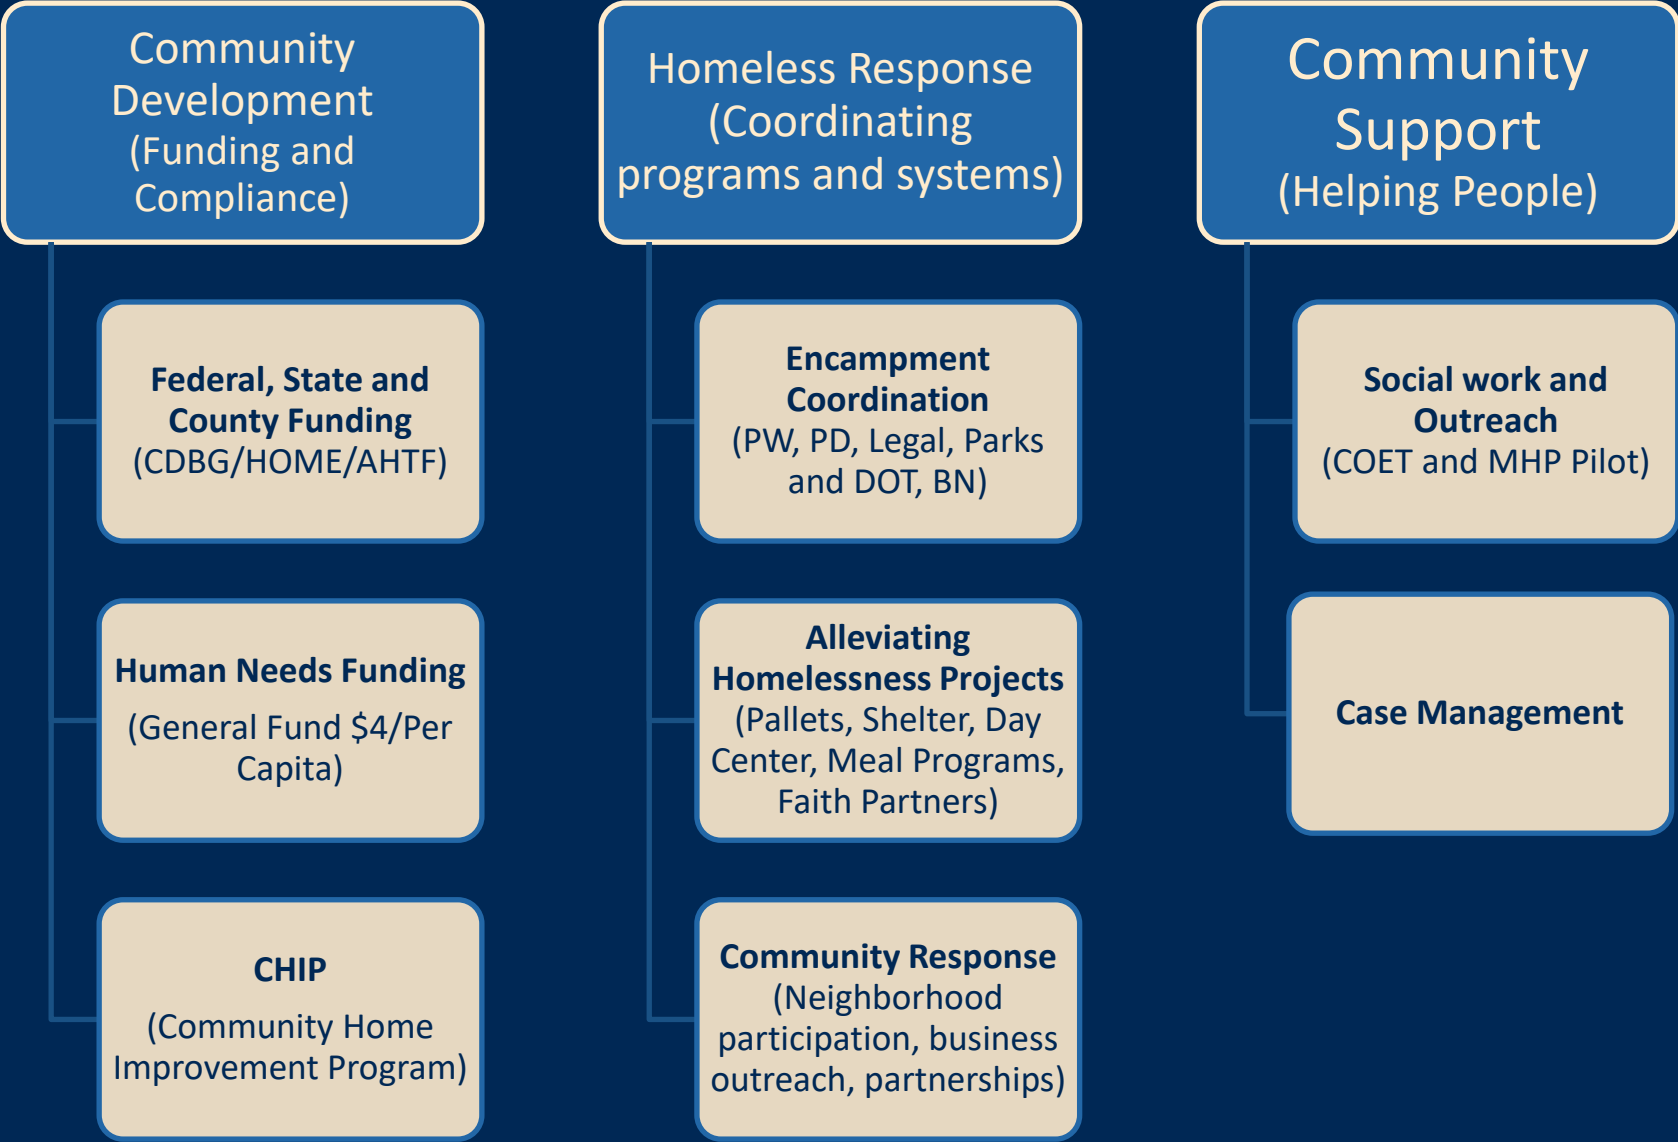 Community
Development
(Funding and
Compliance)
Federal, State and
County Funding
(CDBG/HOME/AHTF)
Human Needs Funding
(General Fund $4/Per
Capita)
CHIP
(Community Home
Improvement Program)
Homeless Response
(Coordinating
programs and systems)
Encampment
Coordination
(PW, PD, Legal, Parks
and DOT, BN)
Alleviating
Homelessness Projects
(Pallets, Shelter, Day
Center, Meal Programs,
Faith Partners)
Community Response
(Neighborhood
participation, business
outreach, partnerships)
Community
Support
(Helping People)
Social work and
Outreach
(COET and MHP Pilot)
Case Management